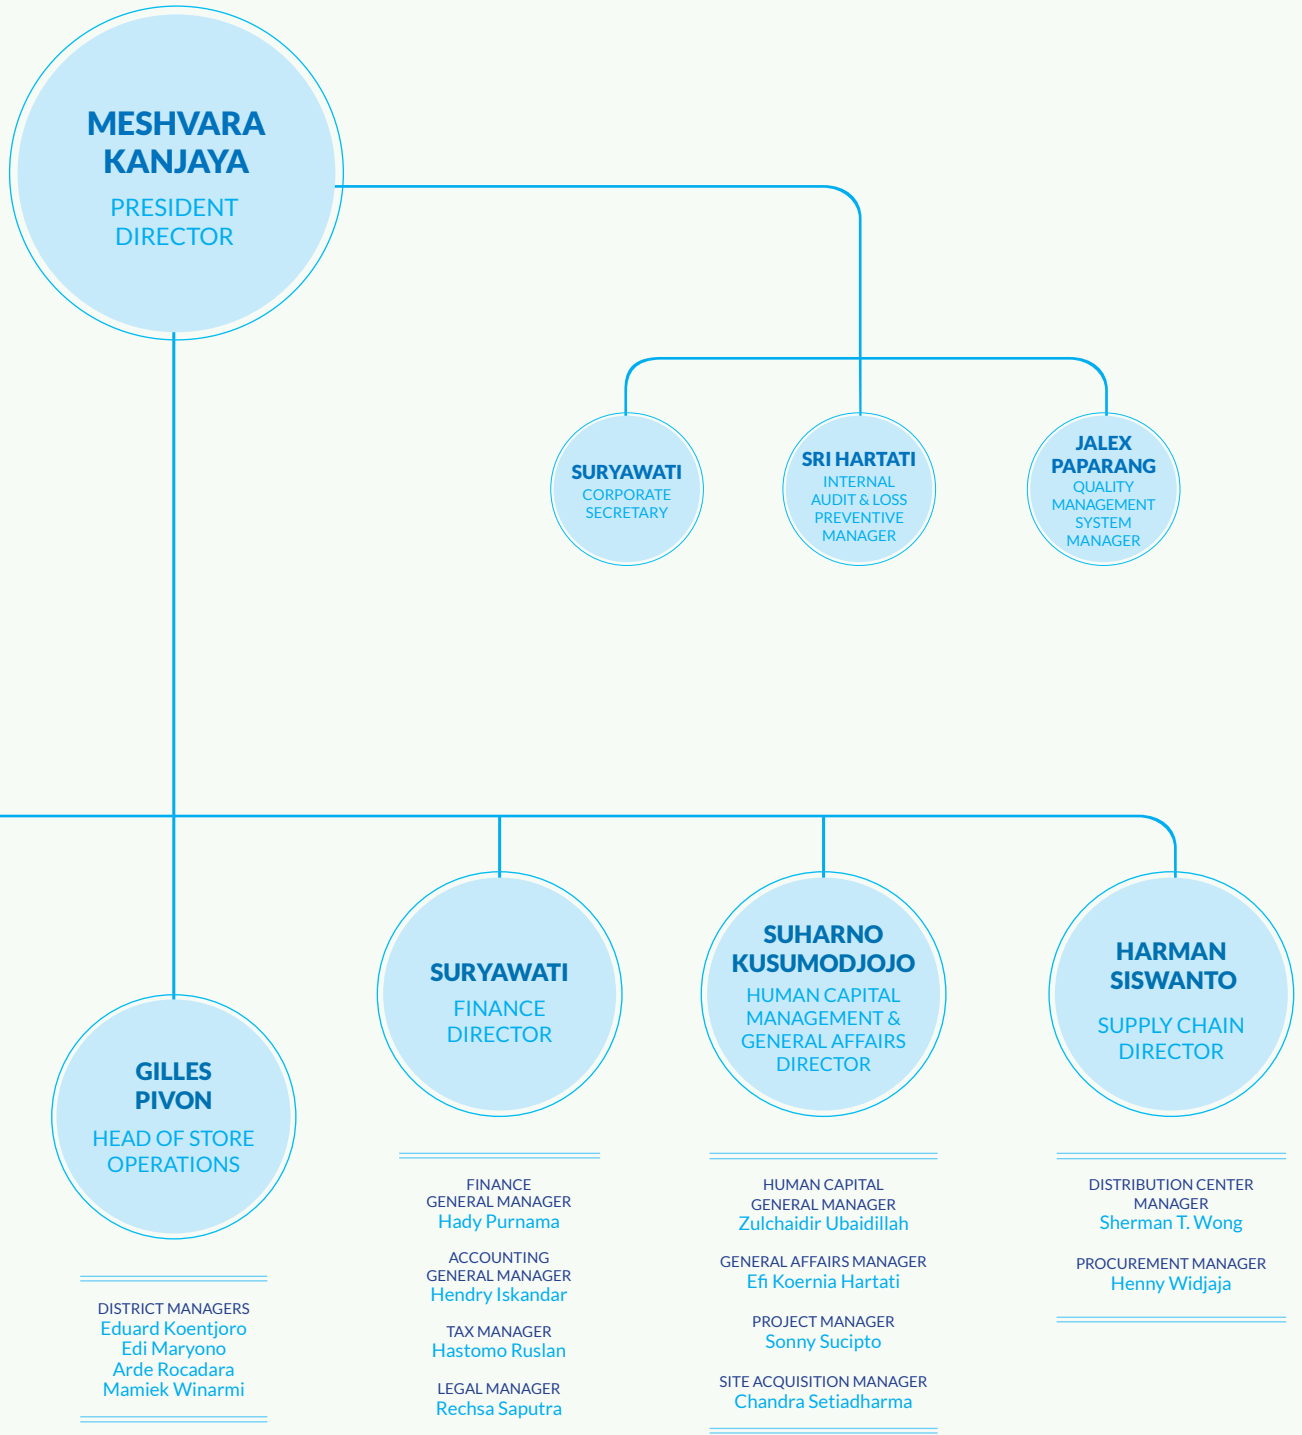 MESHVARA
KANJAYA
PRESIDENT
DIRECTOR
SURYAWATI
CORPORATE
SECRETARY
SRI HARTATI
INTERNAL
AUDIT & LOSS
PREVENTIVE
MANAGER
JALEX
PAPARANG
QUALITY
MANAGEMENT
SYSTEM
MANAGER
GILLES
PIVON
HEAD OF STORE
OPERATIONS
DISTRICT MANAGERS
Eduard Koentjoro
Edi Maryono
Arde Rocadara
Mamiek Winarmi
SURYAWATI
FINANCE
DIRECTOR
FINANCE
GENERAL MANAGER
Hady Purnama
ACCOUNTING
GENERAL MANAGER
Hendry Iskandar
TAX MANAGER
Hastomo Ruslan
LEGAL MANAGER
Rechsa Saputra
SUHARNO
KUSUMODJOJO
HUMAN CAPITAL
MANAGEMENT &
GENERAL AFFAIRS
DIRECTOR
HUMAN CAPITAL
GENERAL MANAGER
Zulchaidir Ubaidillah
GENERAL AFFAIRS MANAGER
Efi Koernia Hartati
PROJECT MANAGER
Sonny Sucipto
SITE ACQUISITION MANAGER
Chandra Setiadharma
HARMAN
SISWANTO
SUPPLY CHAIN
DIRECTOR
DISTRIBUTION CENTER
MANAGER
Sherman T. Wong
PROCUREMENT MANAGER
Henny Widjaja